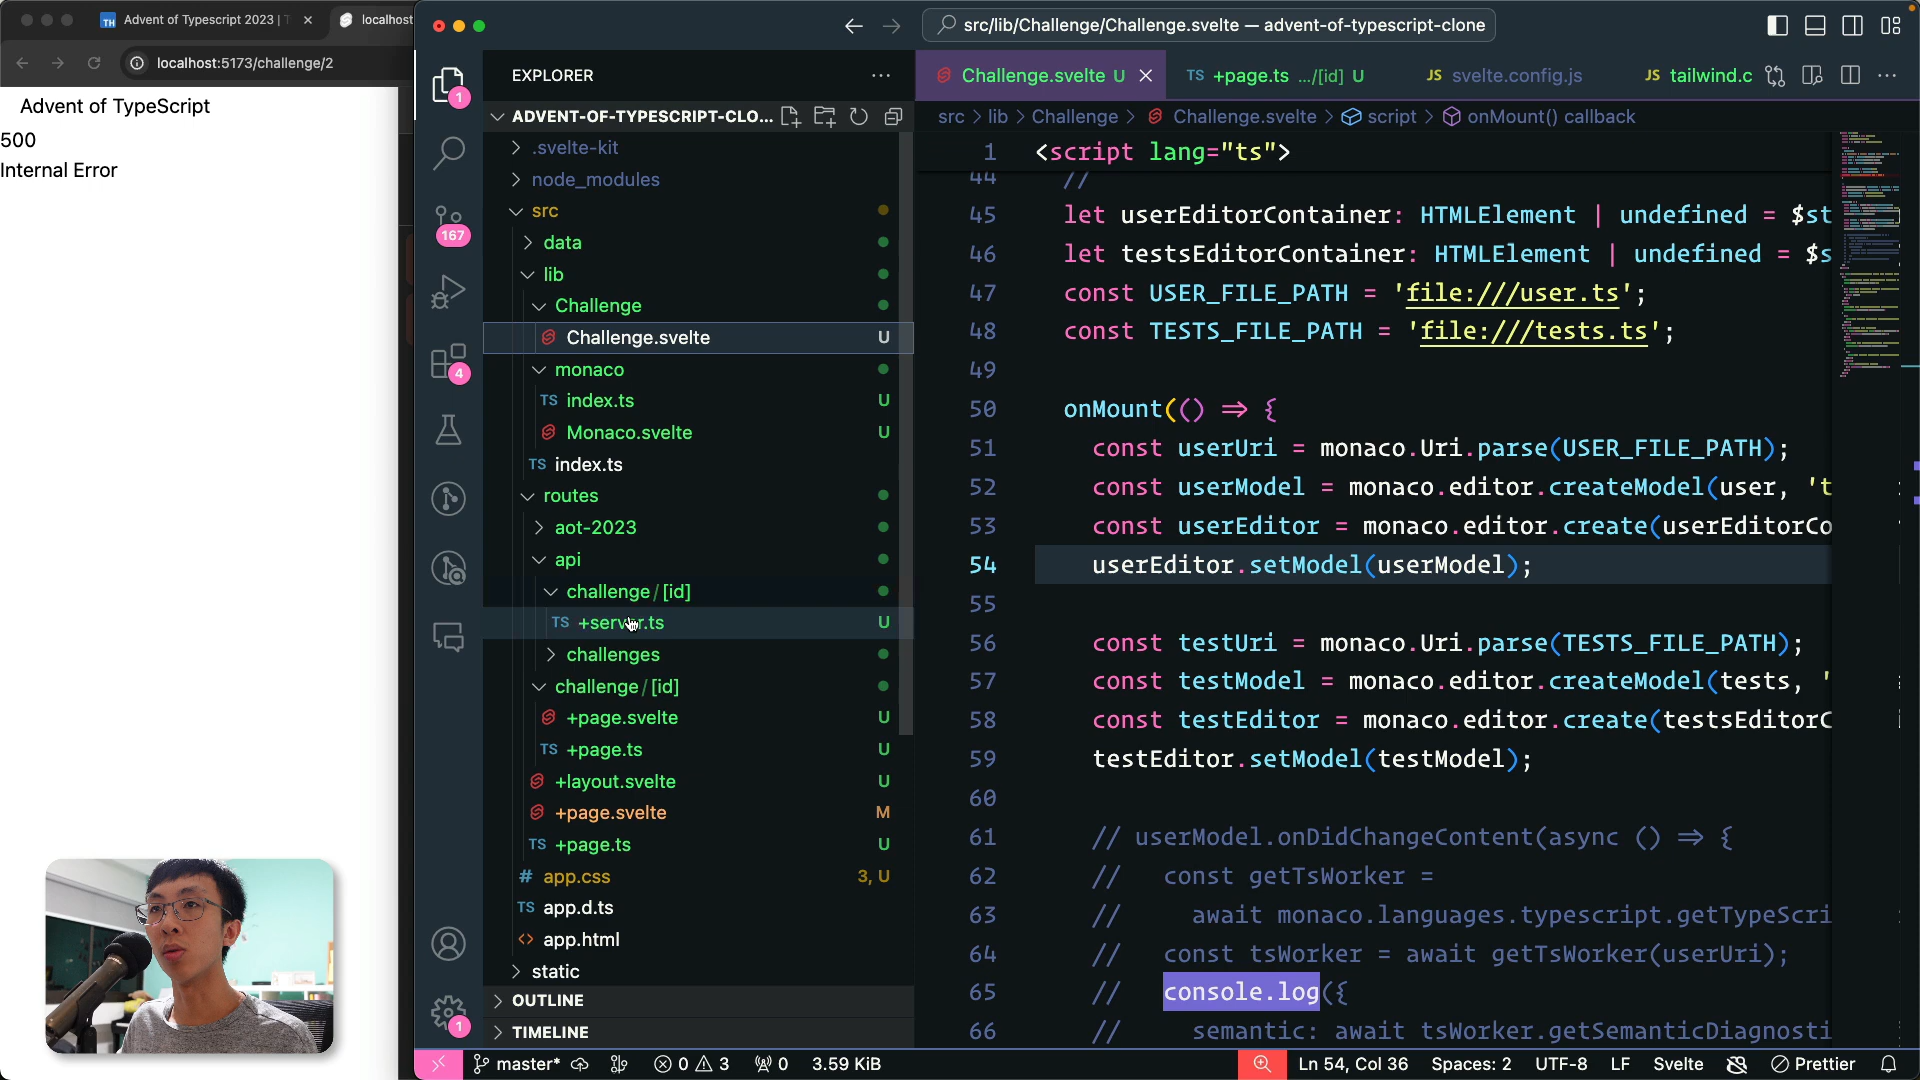 TH Advent of Typescript 2023 | T
localhost
localhost:5173/challenge/2
Advent of TypeScript
500
Internal Error
src/lib/Challenge/Challenge.svelte — advent-of-typescript-clone
1
167
4
1
EXPLORER
ADVENT-OF-TYPESCRIPT-CLO...
.svelte-kit
node_modules
src
data
lib
Challenge
Challenge.svelte U
monaco
TS index.ts U
Monaco.svelte U
TS index.ts
routes
aot-2023
api
challenge / [id]
TS +server.ts U
challenges
challenge / [id]
+page.svelte U
TS +page.ts U
+layout.svelte U
+page.svelte M
TS +page.ts U
# app.css 3, U
TS app.d.ts
<> app.html
static
OUTLINE
TIMELINE
Challenge.svelte U
TS +page.ts .../[id] U
JS svelte.config.js
JS tailwind.c
src > lib > Challenge > Challenge.svelte > script > onMount() callback
1 <script lang="ts">
44 //
45 let userEditorContainer: HTMLElement | undefined = $st
46 let testsEditorContainer: HTMLElement | undefined = $s
47 const USER_FILE_PATH = 'file:///user.ts';
48 const TESTS_FILE_PATH = 'file:///tests.ts';
49
50 onMount(() => {
51 const userUri = monaco.Uri.parse(USER_FILE_PATH);
52 const userModel = monaco.editor.createModel(user, 't
53 const userEditor = monaco.editor.create(userEditorCo
54 userEditor.setModel(userModel);
55
56 const testUri = monaco.Uri.parse(TESTS_FILE_PATH);
57 const testModel = monaco.editor.createModel(tests, '
58 const testEditor = monaco.editor.create(testsEditorC
59 testEditor.setModel(testModel);
60
61 // userModel.onDidChangeContent(async () => {
62 // const getTsWorker =
63 // await monaco.languages.typescript.getTypeScri
64 // const tsWorker = await getTsWorker(userUri);
65 // console.log({
66 // semantic: await tsWorker.getSemanticDiagnosti
master* 0 3 0 3.59 KiB Ln 54, Col 36 Spaces: 2 UTF-8 LF Svelte Prettier